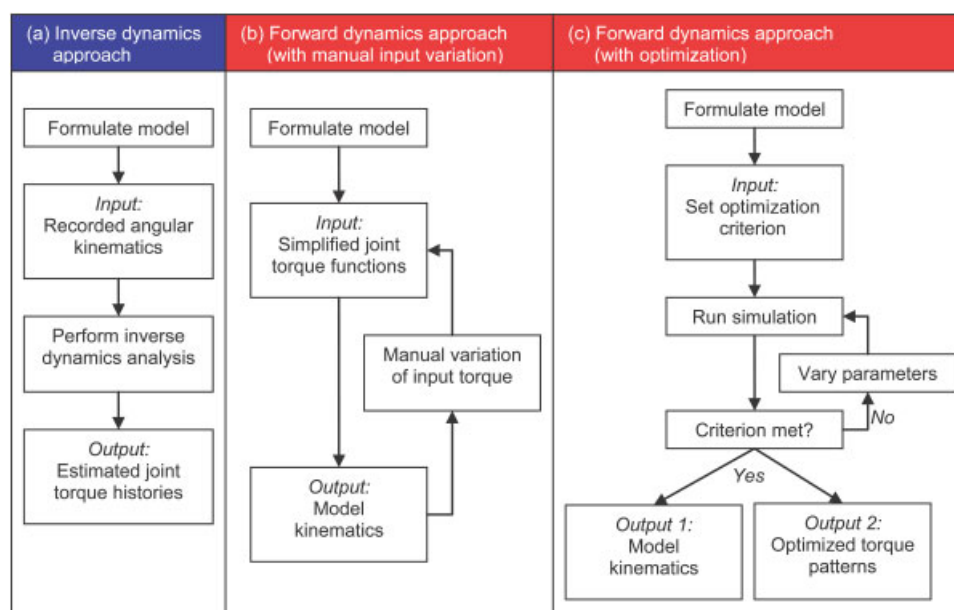 (a) Inverse dynamics
approach
Formulate model
Input:
Recorded angular
kinematics
Perform inverse
dynamics analysis
Output:
Estimated joint
torque histories
(b) Forward dynamics approach
(with manual input variation)
Formulate model
Input:
Simplified joint
torque functions
Manual variation
of input torque
Output:
Model
kinematics
(c) Forward dynamics approach
(with optimization)
Formulate model
Input:
Set optimization
criterion
Run simulation
Vary parameters
Criterion met?
No
Yes
Output 1:
Model
kinematics
Output 2:
Optimized torque
patterns